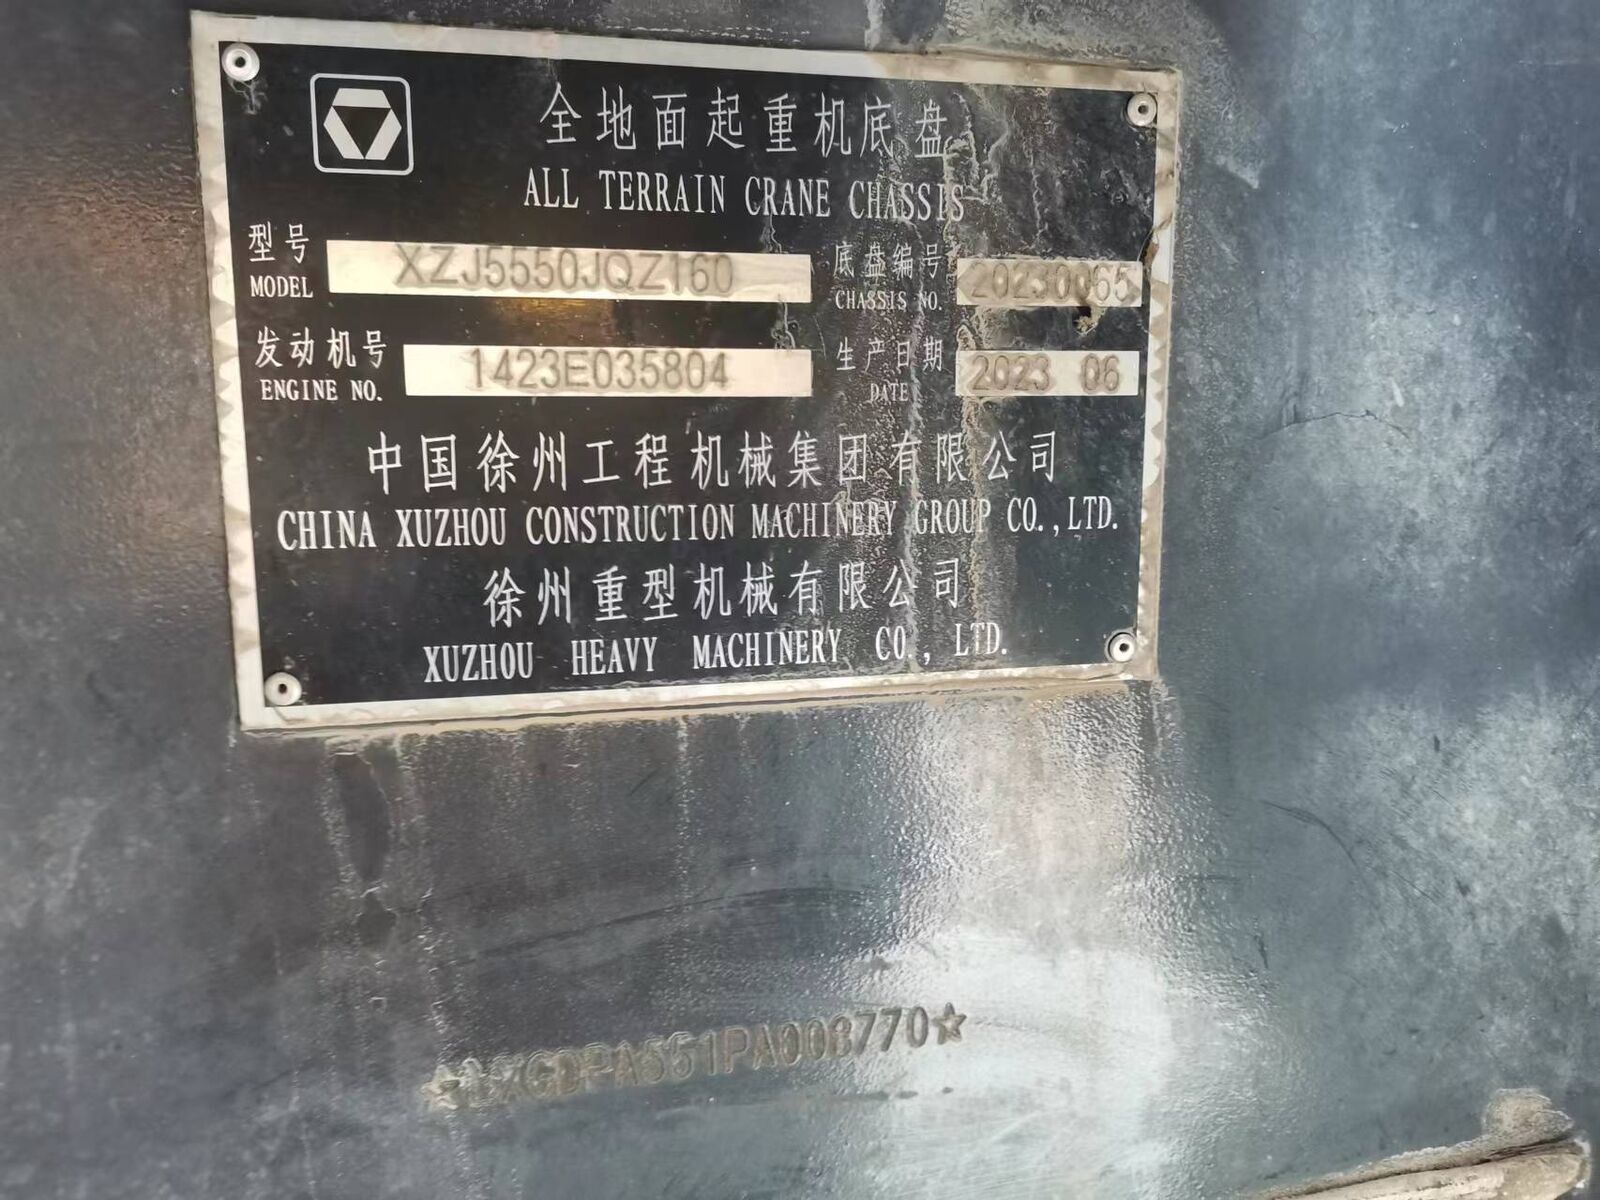 全地面起重机底盘
ALL TERRAIN CRANE CHASSIS
型号 MODEL XZJ5550JQZ160
底盘编号 CHASSIS NO. 20230065
发动机号 ENGINE NO. 1423E035804
生产日期 DATE 2023 06
中国徐州工程机械集团有限公司
CHINA XUZHOU CONSTRUCTION MACHINERY GROUP CO.,LTD.
徐州重型机械有限公司
XUZHOU HEAVY MACHINERY CO., LTD.
☆LXGDPA551PA008770☆